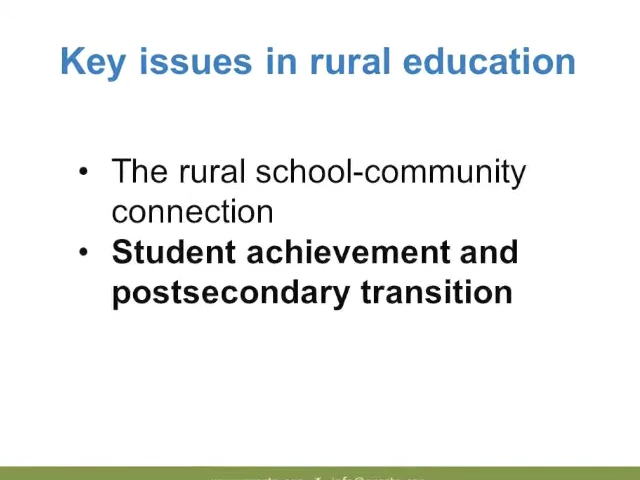 Key issues in rural education
• The rural school-community
connection
• Student achievement and
postsecondary transition